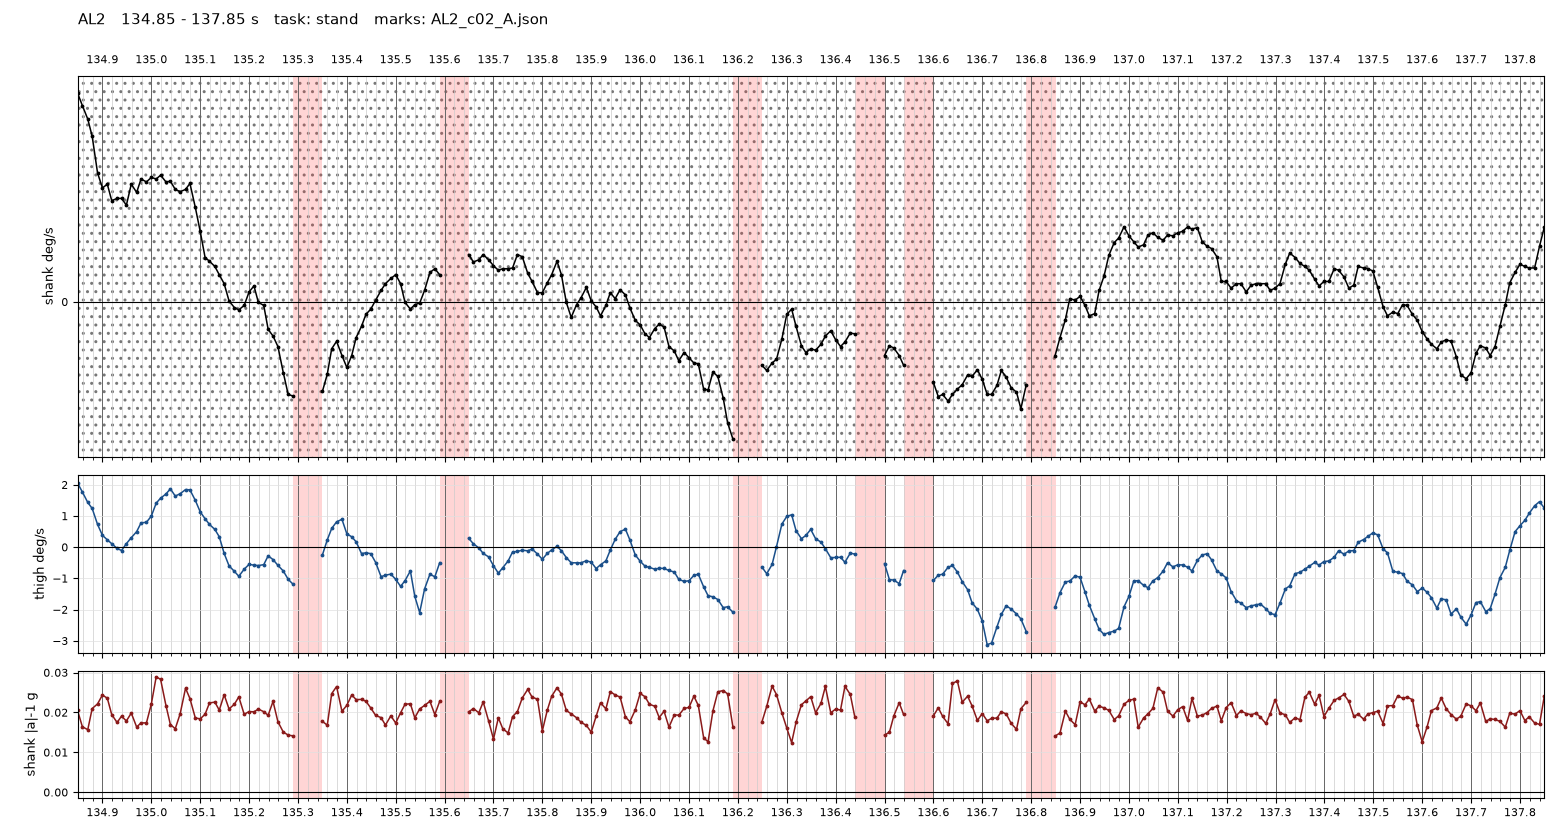 AL2   134.85 - 137.85 s   task: stand   marks: AL2_c02_A.json
134.9 135.0 135.1 135.2 135.3 135.4 135.5 135.6 135.7 135.8 135.9 136.0 136.1 136.2 136.3 136.4 136.5 136.6 136.7 136.8 136.9 137.0 137.1 137.2 137.3 137.4 137.5 137.6 137.7 137.8
shank deg/s
0
thigh deg/s
2
1
0
−1
−2
−3
shank |a|-1 g
0.03
0.02
0.01
0.00
134.9 135.0 135.1 135.2 135.3 135.4 135.5 135.6 135.7 135.8 135.9 136.0 136.1 136.2 136.3 136.4 136.5 136.6 136.7 136.8 136.9 137.0 137.1 137.2 137.3 137.4 137.5 137.6 137.7 137.8